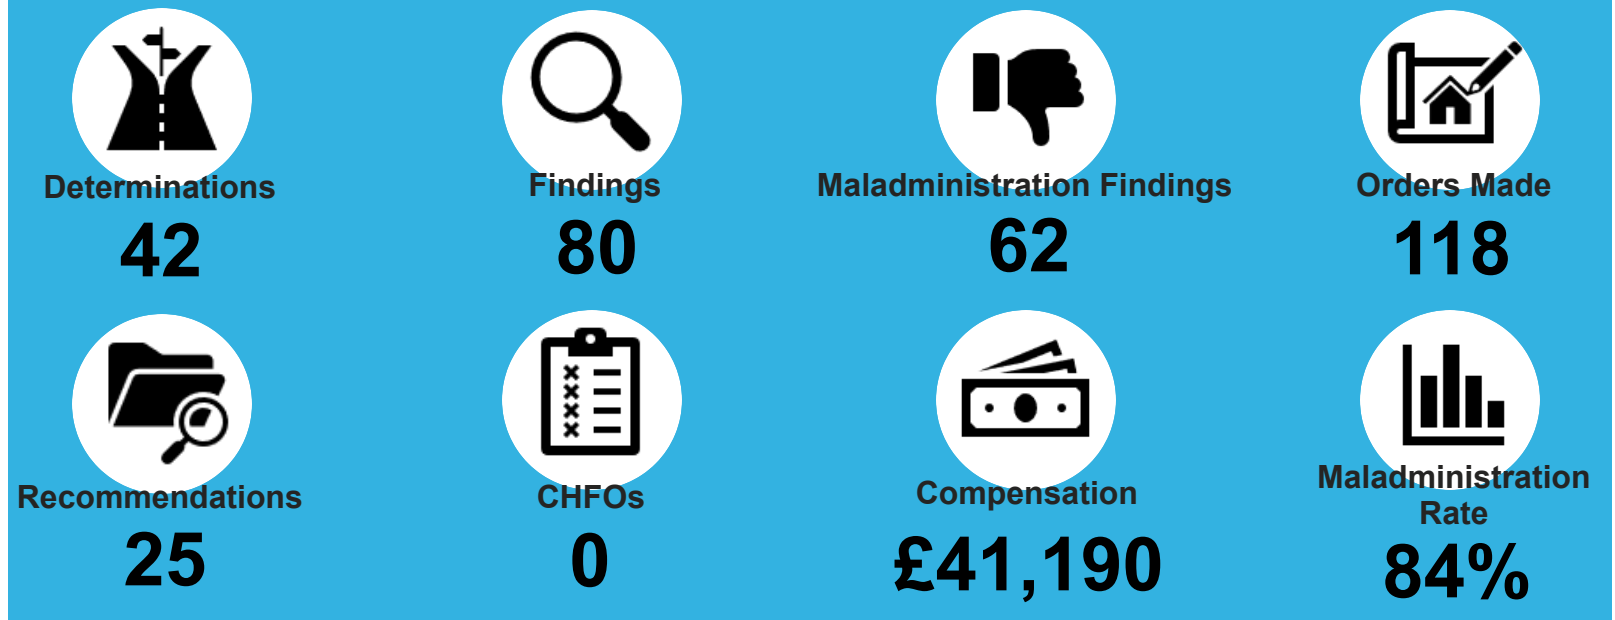 Determinations
42
Findings
80
Maladministration Findings
62
Orders Made
118
Recommendations
25
CHFOs
0
Compensation
£41,190
Maladministration
Rate
84%